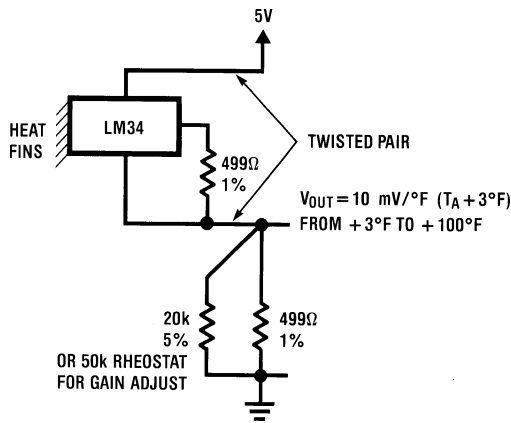 5V
HEAT
FINS
LM34
TWISTED PAIR
499Ω
1%
VOUT = 10 mV/°F (TA + 3°F)
FROM + 3°F TO + 100°F
20k
5%
499Ω
1%
OR 50k RHEOSTAT
FOR GAIN ADJUST